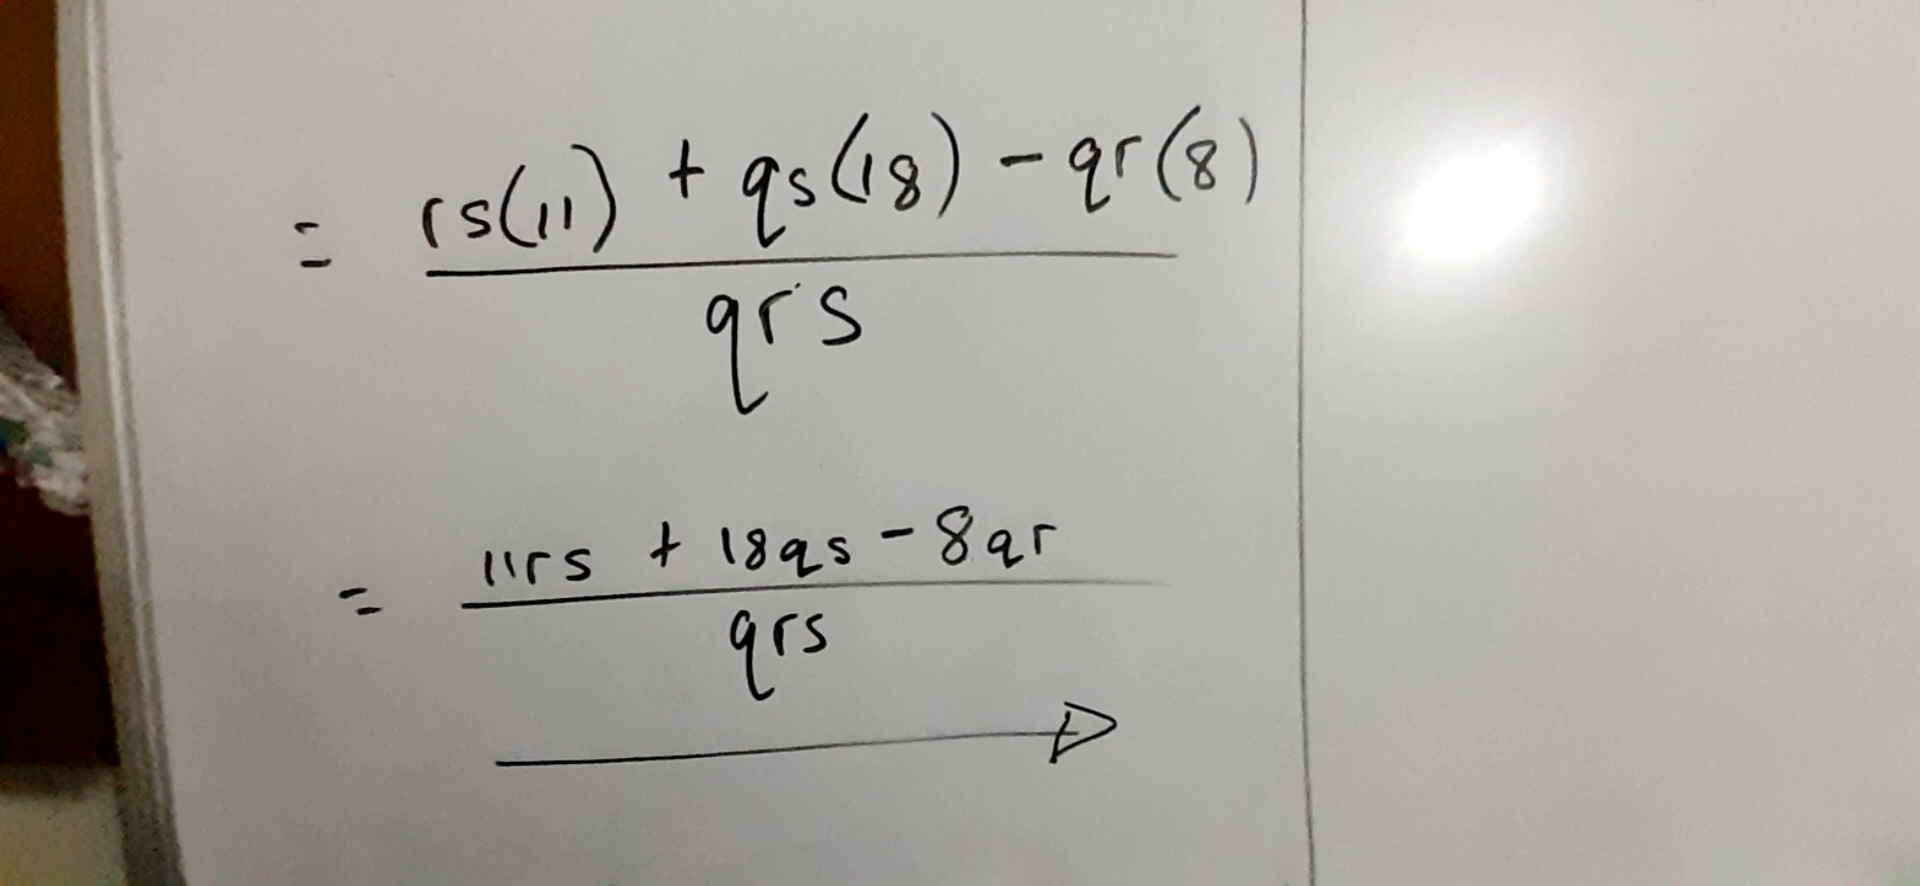 = rs(11) + qs(18) - qr(8)
qrs
= 11rs + 18qs - 8qr
qrs